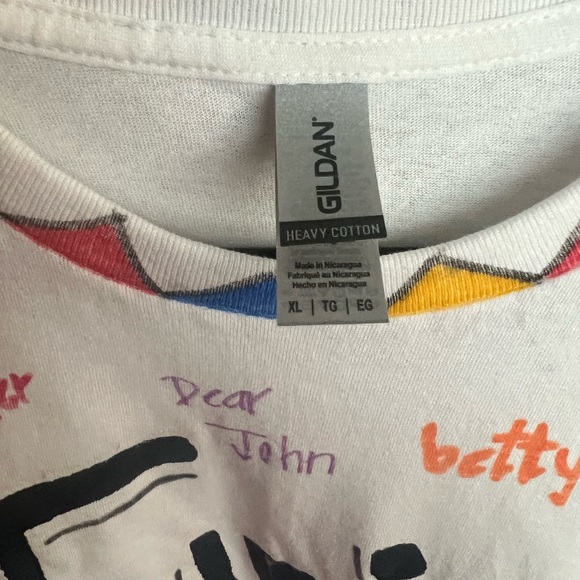 GILDAN®
HEAVY COTTON
Made in Nicaragua
Fabriqué au Nicaragua
Hecho en Nicaragua
XL | TG | EG
Dear
John
betty